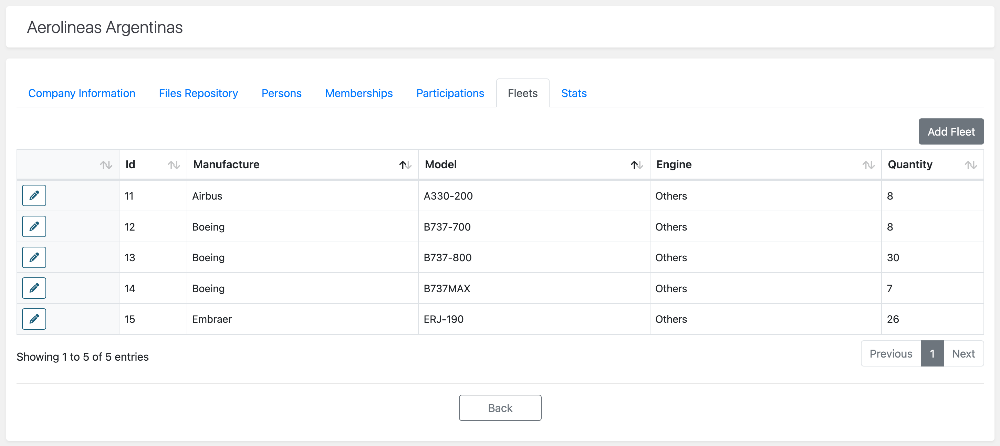 Aerolineas Argentinas
Company Information Files Repository Persons Memberships Participations Fleets Stats
Add Fleet
Id Manufacture Model Engine Quantity
11 Airbus A330-200 Others 8
12 Boeing B737-700 Others 8
13 Boeing B737-800 Others 30
14 Boeing B737MAX Others 7
15 Embraer ERJ-190 Others 26
Showing 1 to 5 of 5 entries
Previous 1 Next
Back